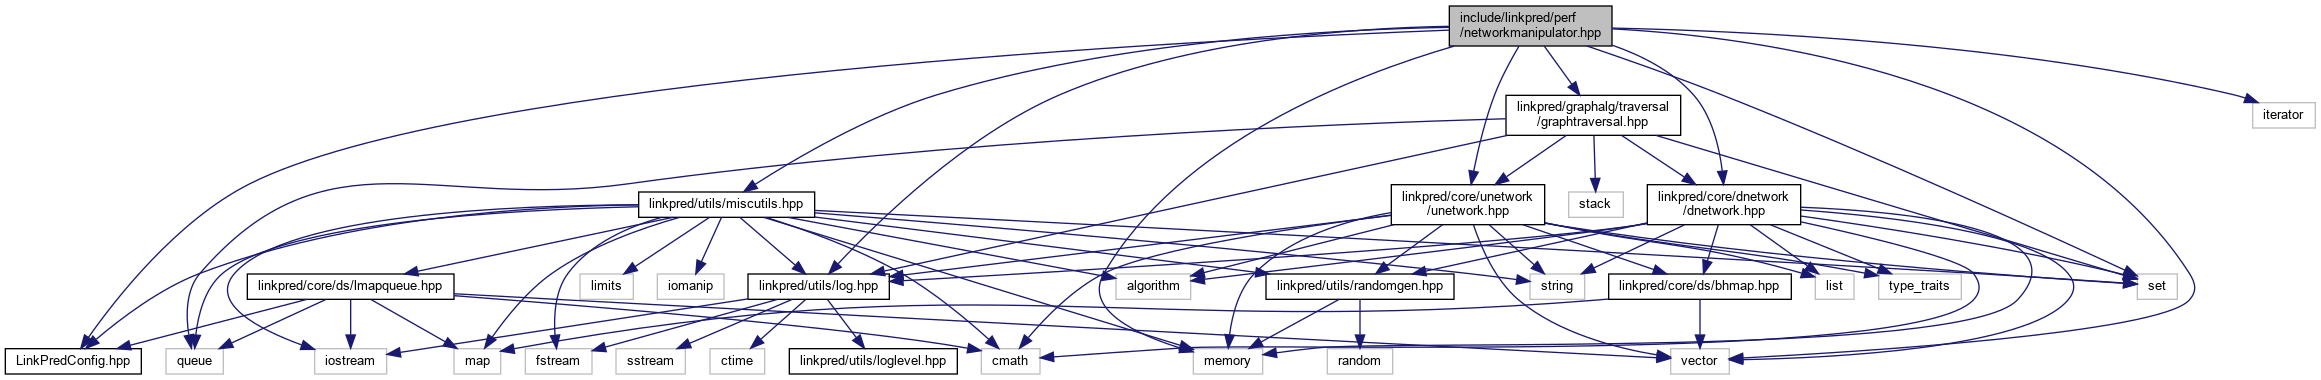 include/linkpred/perf
/networkmanipulator.hpp
linkpred/graphalg/traversal
/graphtraversal.hpp
iterator
linkpred/utils/miscutils.hpp
linkpred/core/unetwork
/unetwork.hpp
stack
linkpred/core/dnetwork
/dnetwork.hpp
linkpred/core/ds/lmapqueue.hpp
limits
iomanip
linkpred/utils/log.hpp
algorithm
linkpred/utils/randomgen.hpp
string
linkpred/core/ds/bhmap.hpp
list
type_traits
set
LinkPredConfig.hpp
queue
iostream
map
fstream
sstream
ctime
linkpred/utils/loglevel.hpp
cmath
memory
random
vector